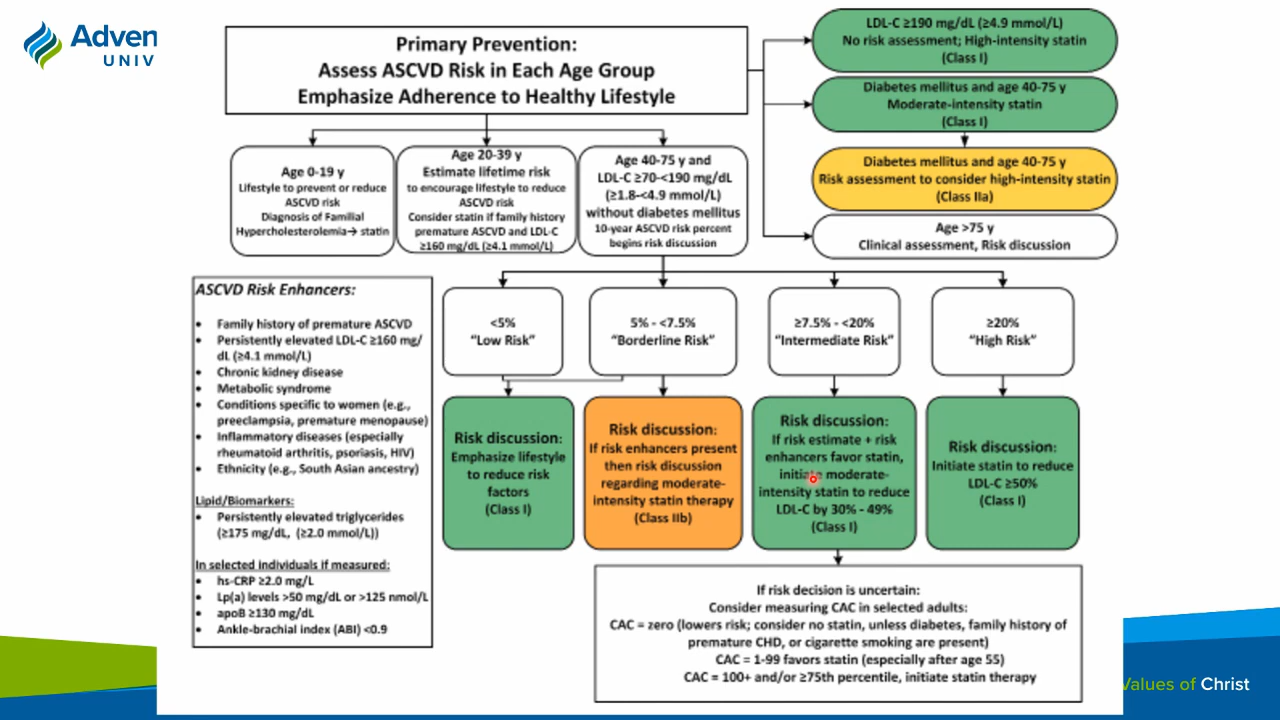 Adven
UNIV
Primary Prevention:
Assess ASCVD Risk in Each Age Group
Emphasize Adherence to Healthy Lifestyle
LDL-C ≥190 mg/dL (≥4.9 mmol/L)
No risk assessment; High-intensity statin
(Class I)
Diabetes mellitus and age 40-75 y
Moderate-intensity statin
(Class I)
Diabetes mellitus and age 40-75 y
Risk assessment to consider high-intensity statin
(Class IIa)
Age >75 y
Clinical assessment, Risk discussion
Age 0-19 y
Lifestyle to prevent or reduce
ASCVD risk
Diagnosis of Familial
Hypercholesterolemia→ statin
Age 20-39 y
Estimate lifetime risk
to encourage lifestyle to reduce
ASCVD risk
Consider statin if family history
premature ASCVD and LDL-C
≥160 mg/dL (≥4.1 mmol/L)
Age 40-75 y and
LDL-C ≥70-<190 mg/dL
(≥1.8-<4.9 mmol/L)
without diabetes mellitus
10-year ASCVD risk percent
begins risk discussion
ASCVD Risk Enhancers:
• Family history of premature ASCVD
• Persistently elevated LDL-C ≥160 mg/
dL (≥4.1 mmol/L)
• Chronic kidney disease
• Metabolic syndrome
• Conditions specific to women (e.g.,
preeclampsia, premature menopause)
• Inflammatory diseases (especially
rheumatoid arthritis, psoriasis, HIV)
• Ethnicity (e.g., South Asian ancestry)
Lipid/Biomarkers:
• Persistently elevated triglycerides
(≥175 mg/dL, (≥2.0 mmol/L))
In selected individuals if measured:
• hs-CRP ≥2.0 mg/L
• Lp(a) levels >50 mg/dL or >125 nmol/L
• apoB ≥130 mg/dL
• Ankle-brachial index (ABI) <0.9
<5%
“Low Risk”
5% - <7.5%
“Borderline Risk”
≥7.5% - <20%
“Intermediate Risk”
≥20%
“High Risk”
Risk discussion:
Emphasize lifestyle
to reduce risk
factors
(Class I)
Risk discussion:
If risk enhancers present
then risk discussion
regarding moderate-
intensity statin therapy
(Class IIb)
Risk discussion:
If risk estimate + risk
enhancers favor statin,
initiate moderate-
intensity statin to reduce
LDL-C by 30% - 49%
(Class I)
Risk discussion:
Initiate statin to reduce
LDL-C ≥50%
(Class I)
If risk decision is uncertain:
Consider measuring CAC in selected adults:
CAC = zero (lowers risk; consider no statin, unless diabetes, family history of
premature CHD, or cigarette smoking are present)
CAC = 1-99 favors statin (especially after age 55)
CAC = 100+ and/or ≥75th percentile, initiate statin therapy
Values of Christ